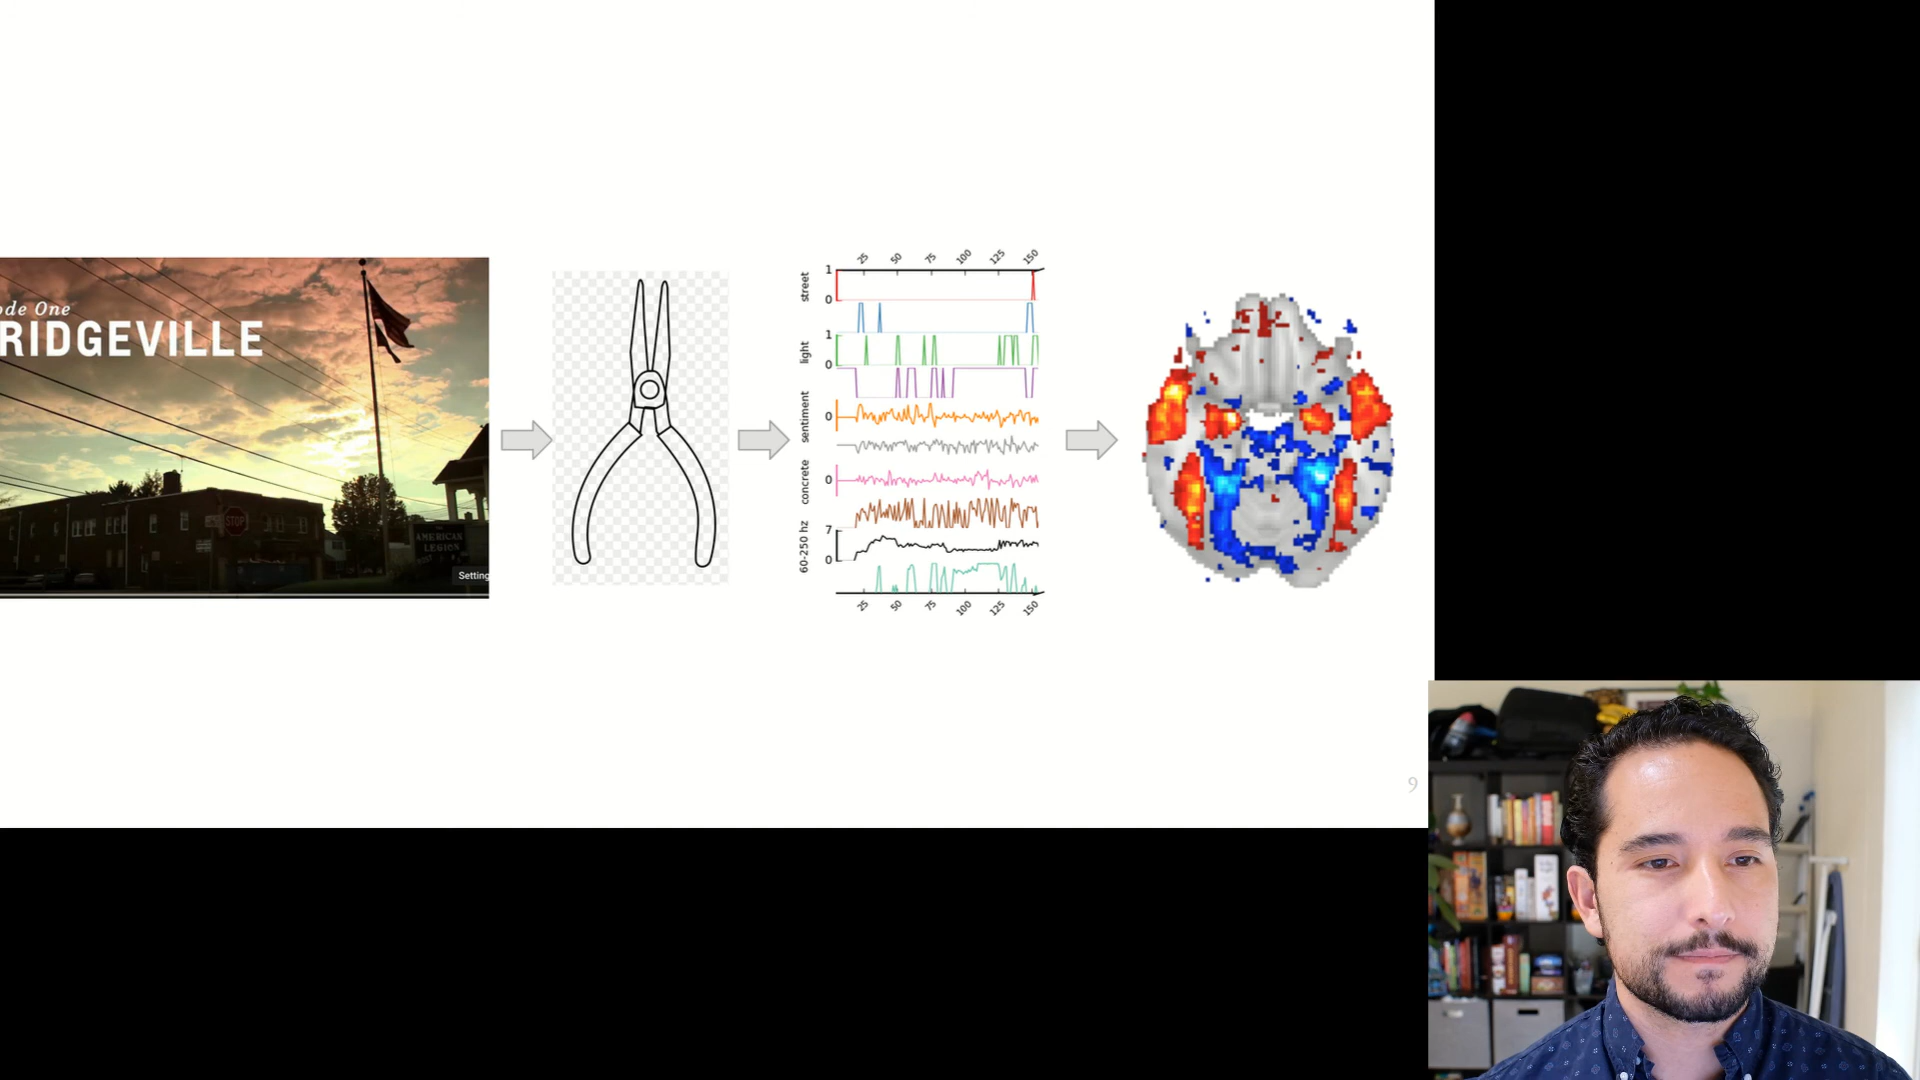 ode One
RIDGEVILLE
STOP
AMERICAN
LEGION
Setting
25 50 75 100 125 150
street
1
0
light
1
0
sentiment
0
concrete
0
60-250 hz
7
0
25 50 75 100 125 150
9